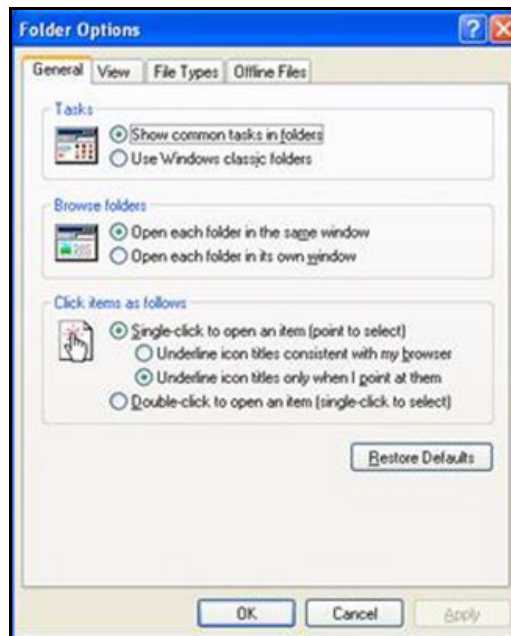 Folder Options
General View File Types Offline Files
Tasks
Show common tasks in folders
Use Windows classic folders
Browse folders
Open each folder in the same window
Open each folder in its own window
Click items as follows
Single-click to open an item (point to select)
Underline icon titles consistent with my browser
Underline icon titles only when I point at them
Double-click to open an item (single-click to select)
Restore Defaults
OK Cancel Apply